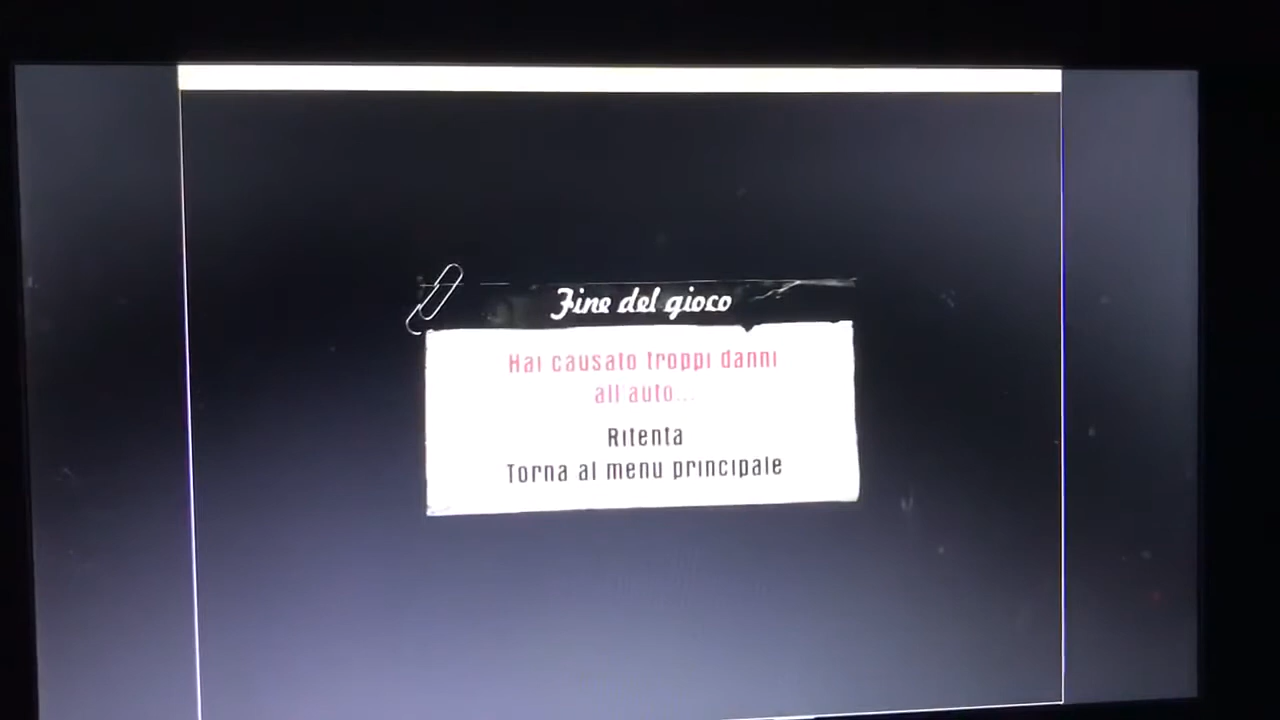 Fine del gioco
Hai causato troppi danni
all'auto...
Ritenta
Torna al menu principale